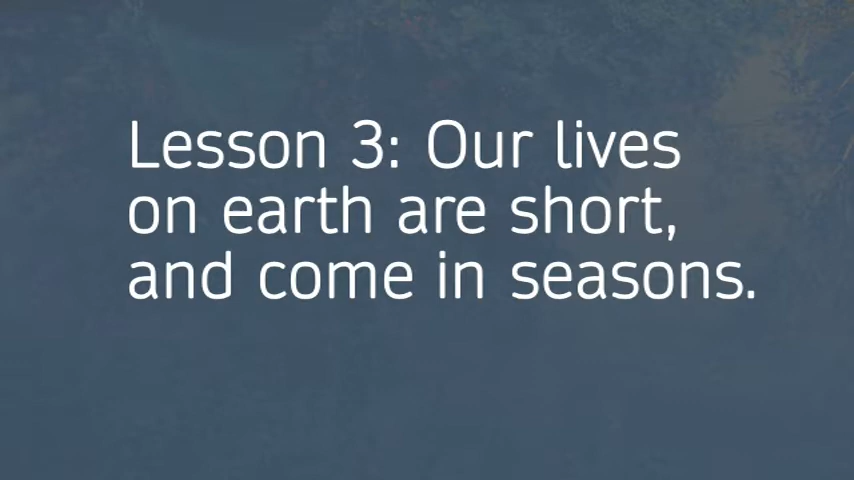 Lesson 3: Our lives
on earth are short,
and come in seasons.